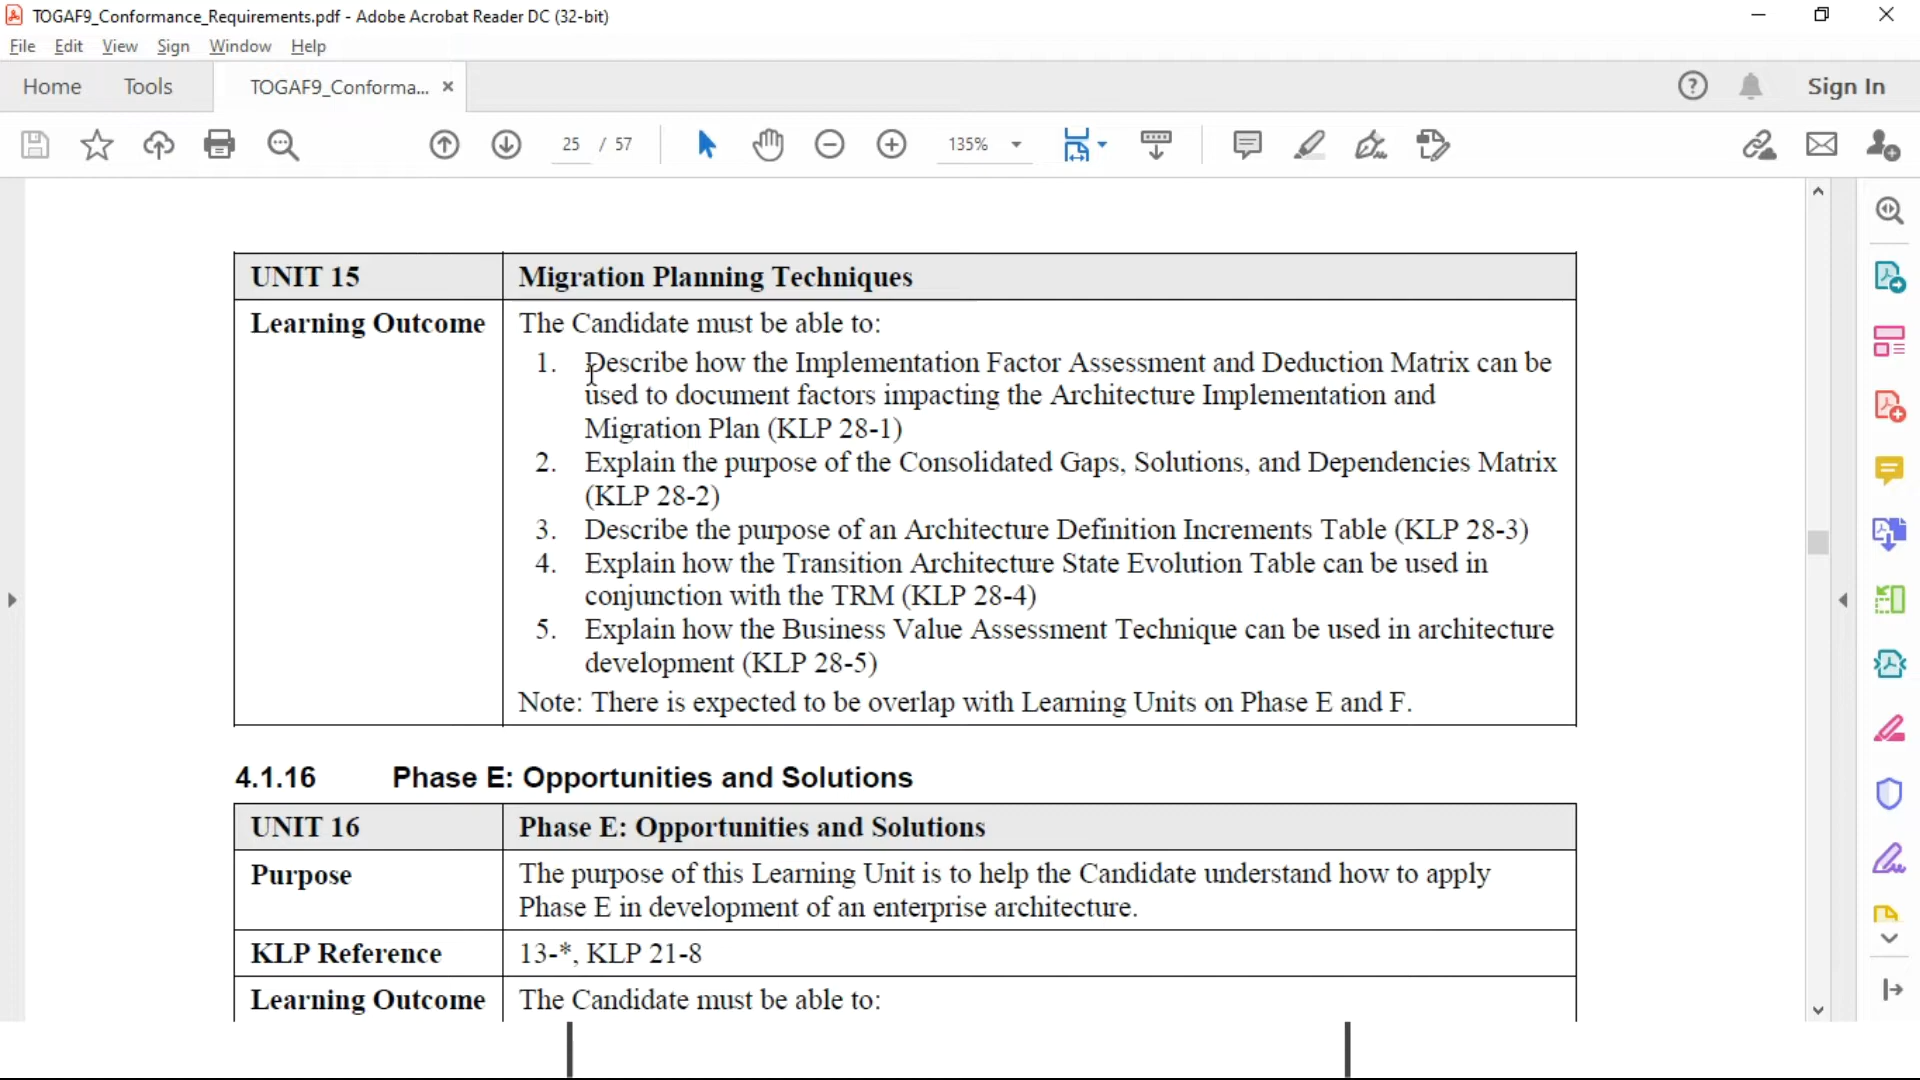 TOGAF9_Conformance_Requirements.pdf - Adobe Acrobat Reader DC (32-bit)
File Edit View Sign Window Help
Home Tools TOGAF9_Conforma... × Sign In
25 / 57 135%
UNIT 15 Migration Planning Techniques
Learning Outcome The Candidate must be able to:
1. Describe how the Implementation Factor Assessment and Deduction Matrix can be
used to document factors impacting the Architecture Implementation and
Migration Plan (KLP 28-1)
2. Explain the purpose of the Consolidated Gaps, Solutions, and Dependencies Matrix
(KLP 28-2)
3. Describe the purpose of an Architecture Definition Increments Table (KLP 28-3)
4. Explain how the Transition Architecture State Evolution Table can be used in
conjunction with the TRM (KLP 28-4)
5. Explain how the Business Value Assessment Technique can be used in architecture
development (KLP 28-5)
Note: There is expected to be overlap with Learning Units on Phase E and F.
4.1.16 Phase E: Opportunities and Solutions
UNIT 16 Phase E: Opportunities and Solutions
Purpose The purpose of this Learning Unit is to help the Candidate understand how to apply
Phase E in development of an enterprise architecture.
KLP Reference 13-*, KLP 21-8
Learning Outcome The Candidate must be able to: